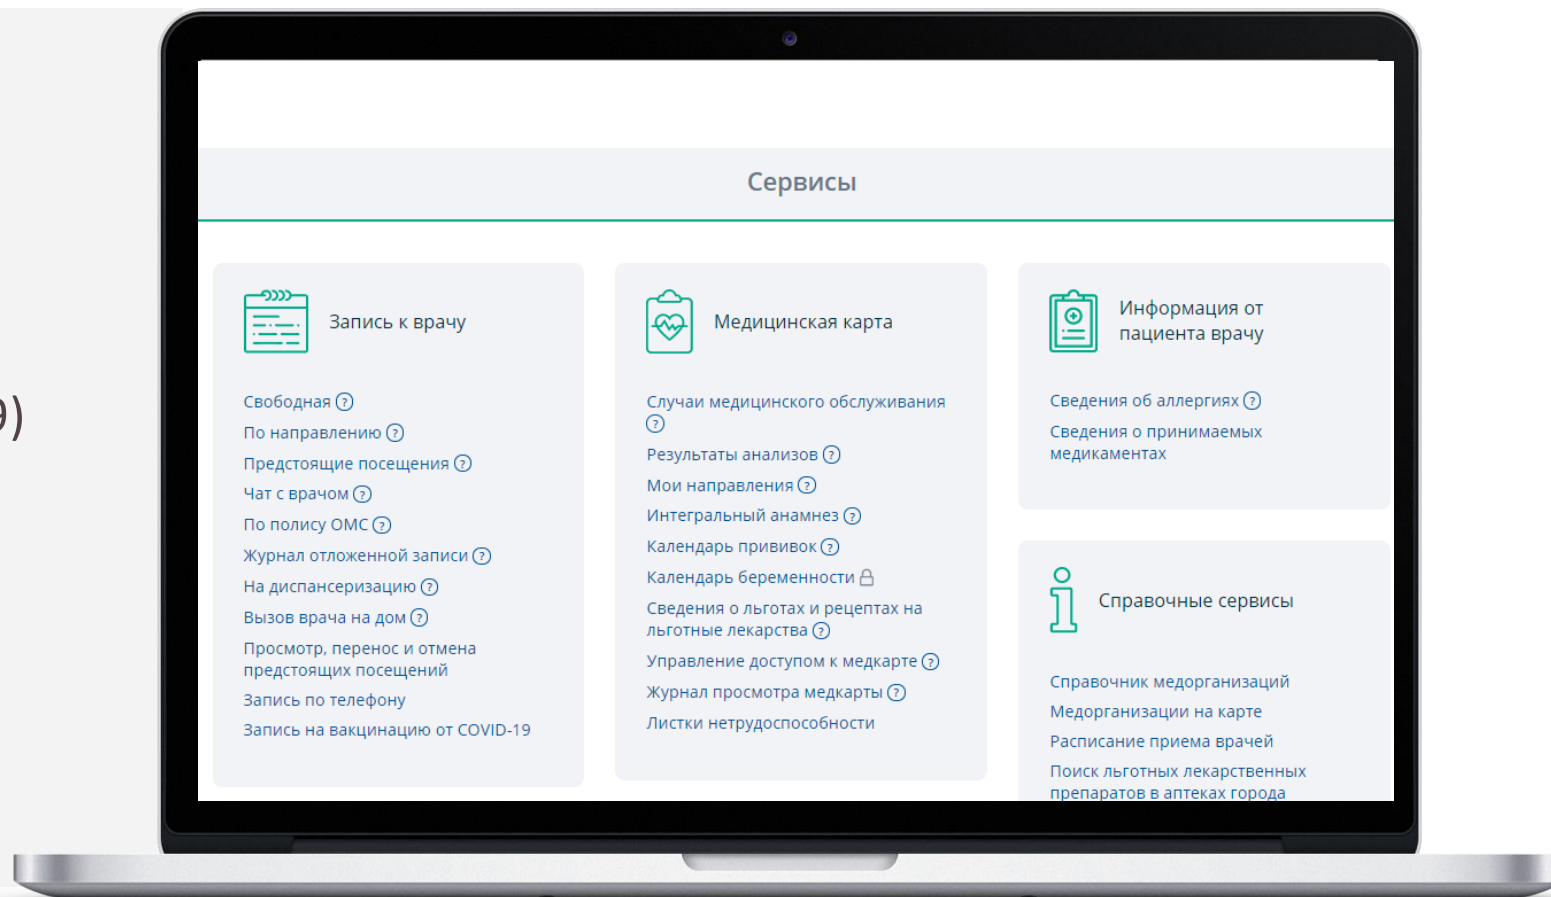 9)
Сервисы
Запись к врачу
Свободная ?
По направлению ?
Предстоящие посещения ?
Чат с врачом ?
По полису ОМС ?
Журнал отложенной записи ?
На диспансеризацию ?
Вызов врача на дом ?
Просмотр, перенос и отмена
предстоящих посещений
Запись по телефону
Запись на вакцинацию от COVID-19
Медицинская карта
Случаи медицинского обслуживания
?
Результаты анализов ?
Мои направления ?
Интегральный анамнез ?
Календарь прививок ?
Календарь беременности
Сведения о льготах и рецептах на
льготные лекарства ?
Управление доступом к медкарте ?
Журнал просмотра медкарты ?
Листки нетрудоспособности
Информация от
пациента врачу
Сведения об аллергиях ?
Сведения о принимаемых
медикаментах
Справочные сервисы
Справочник медорганизаций
Медорганизации на карте
Расписание приема врачей
Поиск льготных лекарственных
препаратов в аптеках города